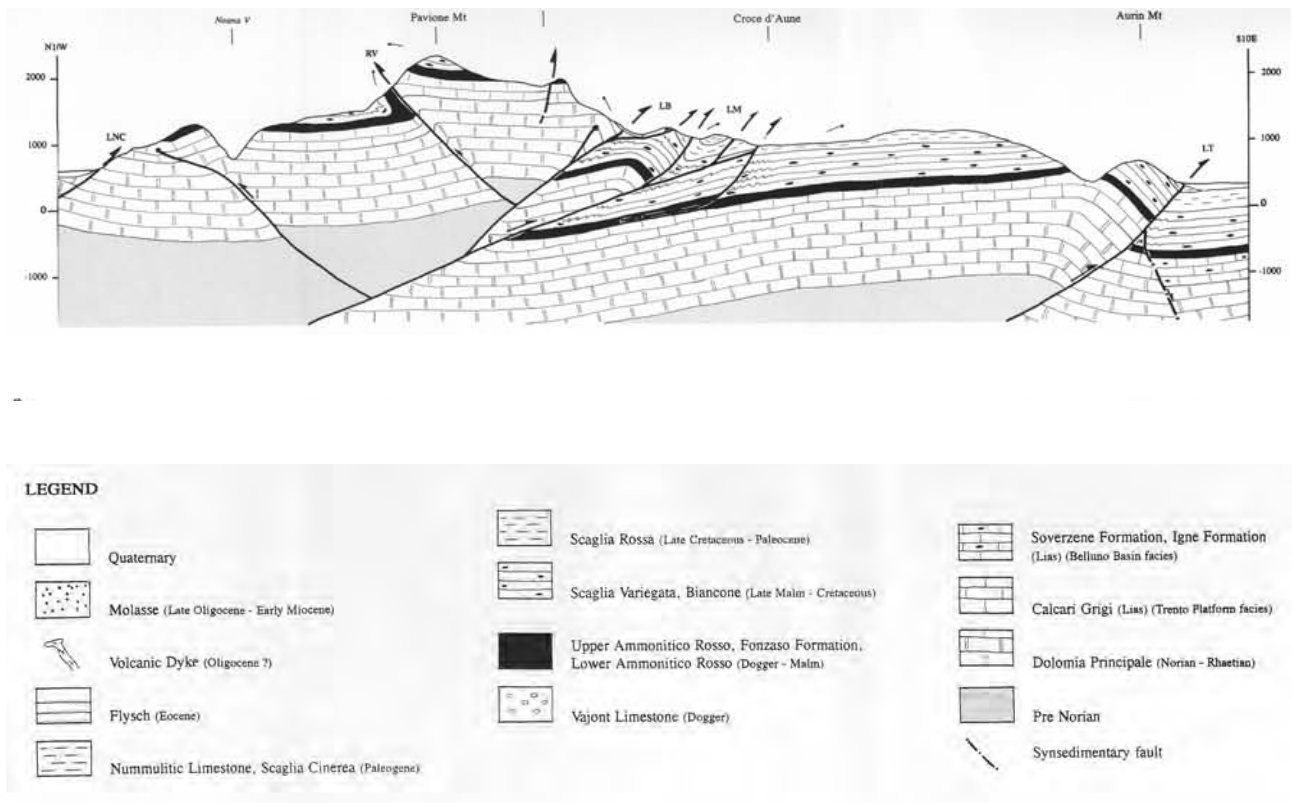 Noana V
Pavione Mt
Croce d'Aune
Aurin Mt
N10W
S10E
RV
2000
2000
LB
LM
LNC
1000
1000
LT
0
0
-1000
-1000
LEGEND
Quaternary
Molasse (Late Oligocene - Early Miocene)
Volcanic Dyke (Oligocene ?)
Flysch (Eocene)
Nummulitic Limestone, Scaglia Cinerea (Paleogene)
Scaglia Rossa (Late Cretaceous - Paleocene)
Scaglia Variegata, Biancone (Late Malm - Cretaceous)
Upper Ammonitico Rosso, Fonzaso Formation,
Lower Ammonitico Rosso (Dogger - Malm)
Vajont Limestone (Dogger)
Soverzene Formation, Igne Formation
(Lias) (Belluno Basin facies)
Calcari Grigi (Lias) (Trento Platform facies)
Dolomia Principale (Norian - Rhaetian)
Pre Norian
Synsedimentary fault